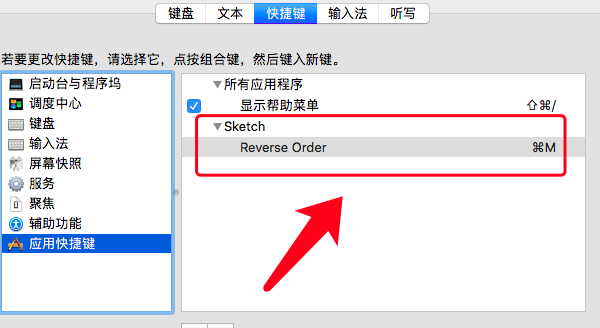 键盘 文本 快捷键 输入法 听写
若要更改快捷键，请选择它，点按组合键，然后键入新键。
启动台与程序坞
调度中心
键盘
输入法
屏幕快照
服务
聚焦
辅助功能
应用快捷键
所有应用程序
显示帮助菜单 ⇧⌘/
Sketch
Reverse Order ⌘M